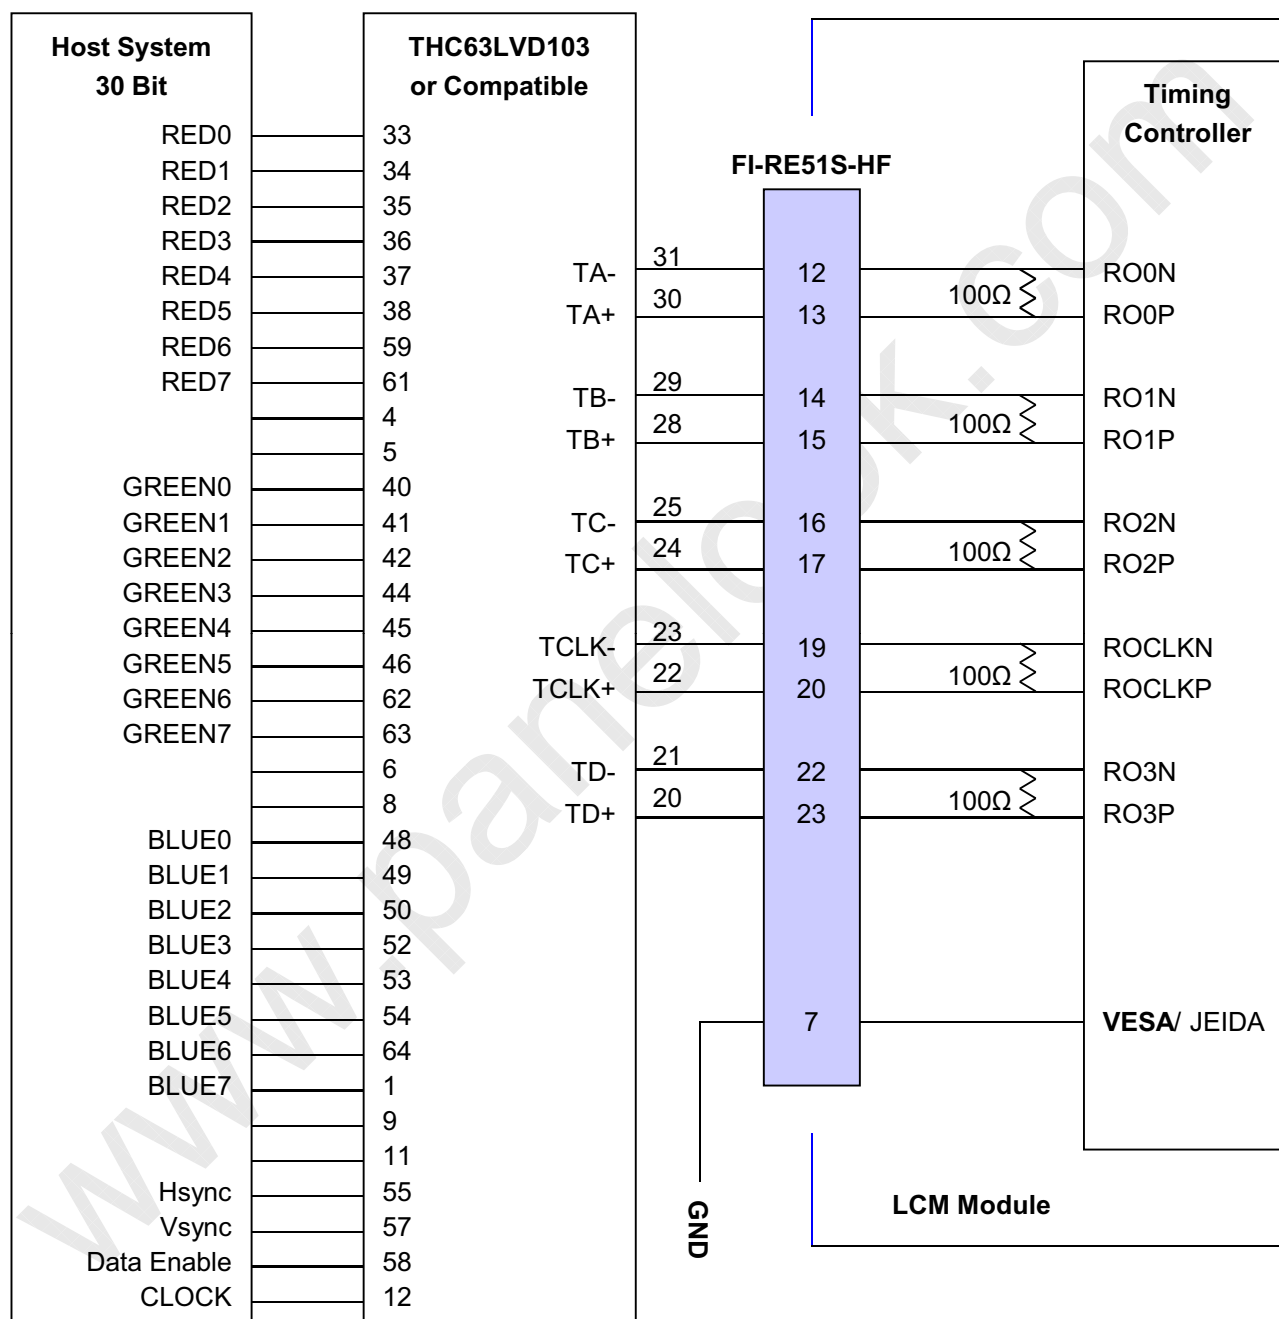 Host System
30 Bit
THC63LVD103
or Compatible
Timing
Controller
FI-RE51S-HF
RED0 33
RED1 34
RED2 35
RED3 36
RED4 37
RED5 38
RED6 59
RED7 61
4
5
GREEN0 40
GREEN1 41
GREEN2 42
GREEN3 44
GREEN4 45
GREEN5 46
GREEN6 62
GREEN7 63
6
8
BLUE0 48
BLUE1 49
BLUE2 50
BLUE3 52
BLUE4 53
BLUE5 54
BLUE6 64
BLUE7 1
9
11
Hsync 55
Vsync 57
Data Enable 58
CLOCK 12
TA- 31 12 RO0N
100Ω
TA+ 30 13 RO0P
TB- 29 14 RO1N
100Ω
TB+ 28 15 RO1P
TC- 25 16 RO2N
100Ω
TC+ 24 17 RO2P
TCLK- 23 19 ROCLKN
100Ω
TCLK+ 22 20 ROCLKP
TD- 21 22 RO3N
100Ω
TD+ 20 23 RO3P
7 VESA/ JEIDA
GND
LCM Module
www.panelook.com